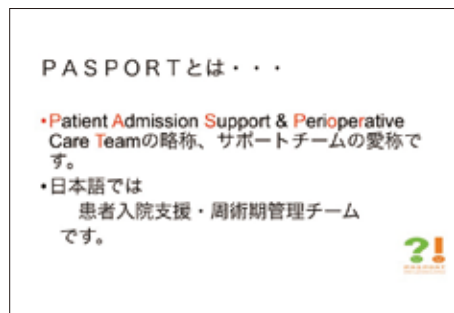 ＰＡＳＰＯＲＴとは・・・
•Patient Admission Support & Perioperative
Care Teamの略称、サポートチームの愛称で
す。
•日本語では
患者入院支援・周術期管理チーム
です。
?!
PASPORT